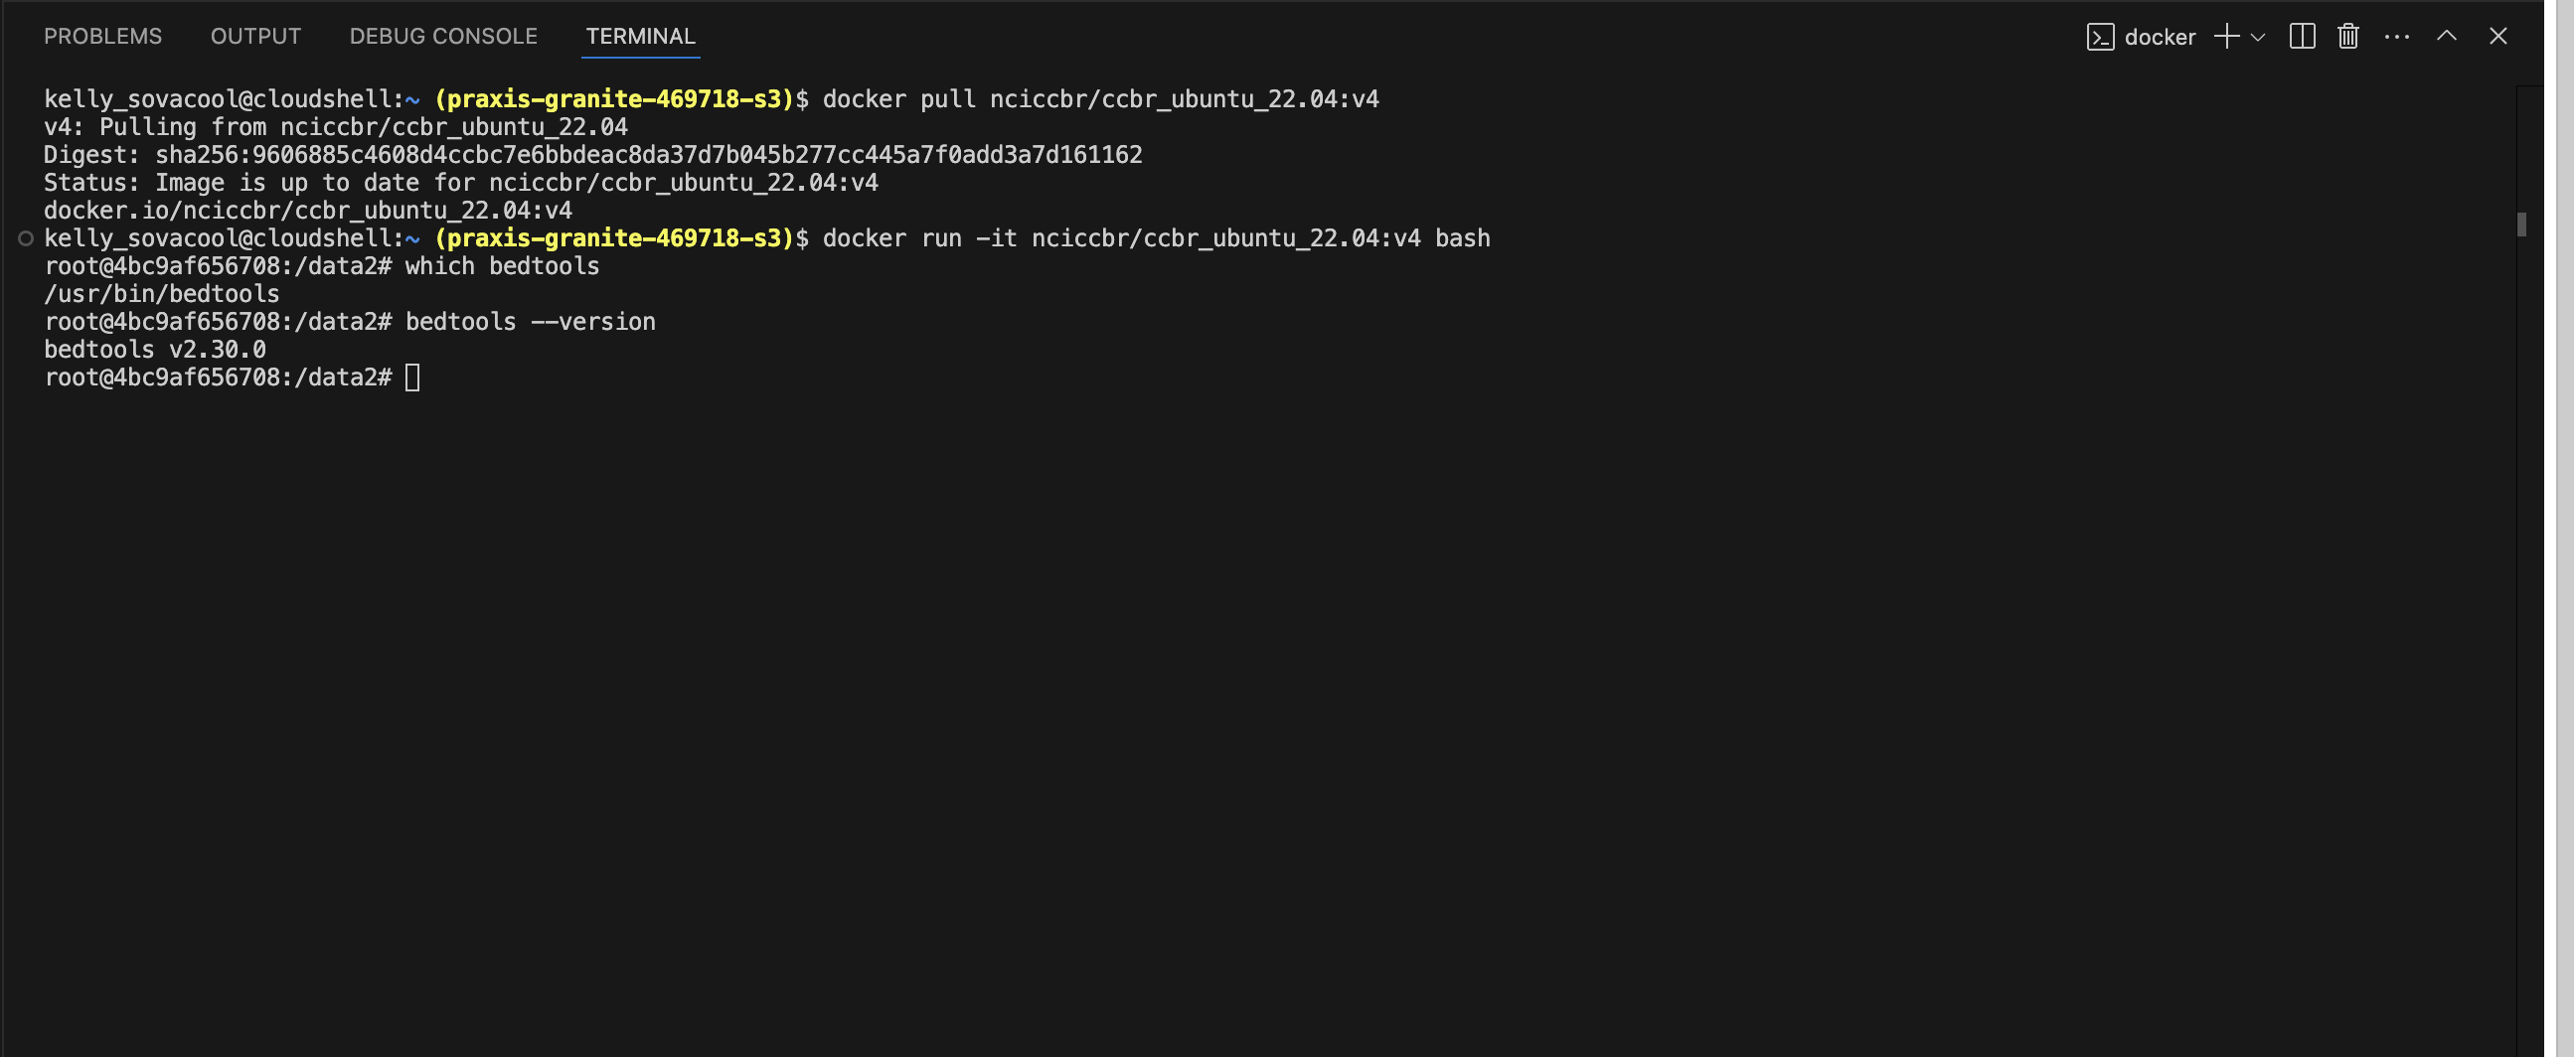 PROBLEMS OUTPUT DEBUG CONSOLE TERMINAL docker
kelly_sovacool@cloudshell:~ (praxis-granite-469718-s3)$ docker pull nciccbr/ccbr_ubuntu_22.04:v4
v4: Pulling from nciccbr/ccbr_ubuntu_22.04
Digest: sha256:9606885c4608d4ccbc7e6bbdeac8da37d7b045b277cc445a7f0add3a7d161162
Status: Image is up to date for nciccbr/ccbr_ubuntu_22.04:v4
docker.io/nciccbr/ccbr_ubuntu_22.04:v4
kelly_sovacool@cloudshell:~ (praxis-granite-469718-s3)$ docker run -it nciccbr/ccbr_ubuntu_22.04:v4 bash
root@4bc9af656708:/data2# which bedtools
/usr/bin/bedtools
root@4bc9af656708:/data2# bedtools --version
bedtools v2.30.0
root@4bc9af656708:/data2#